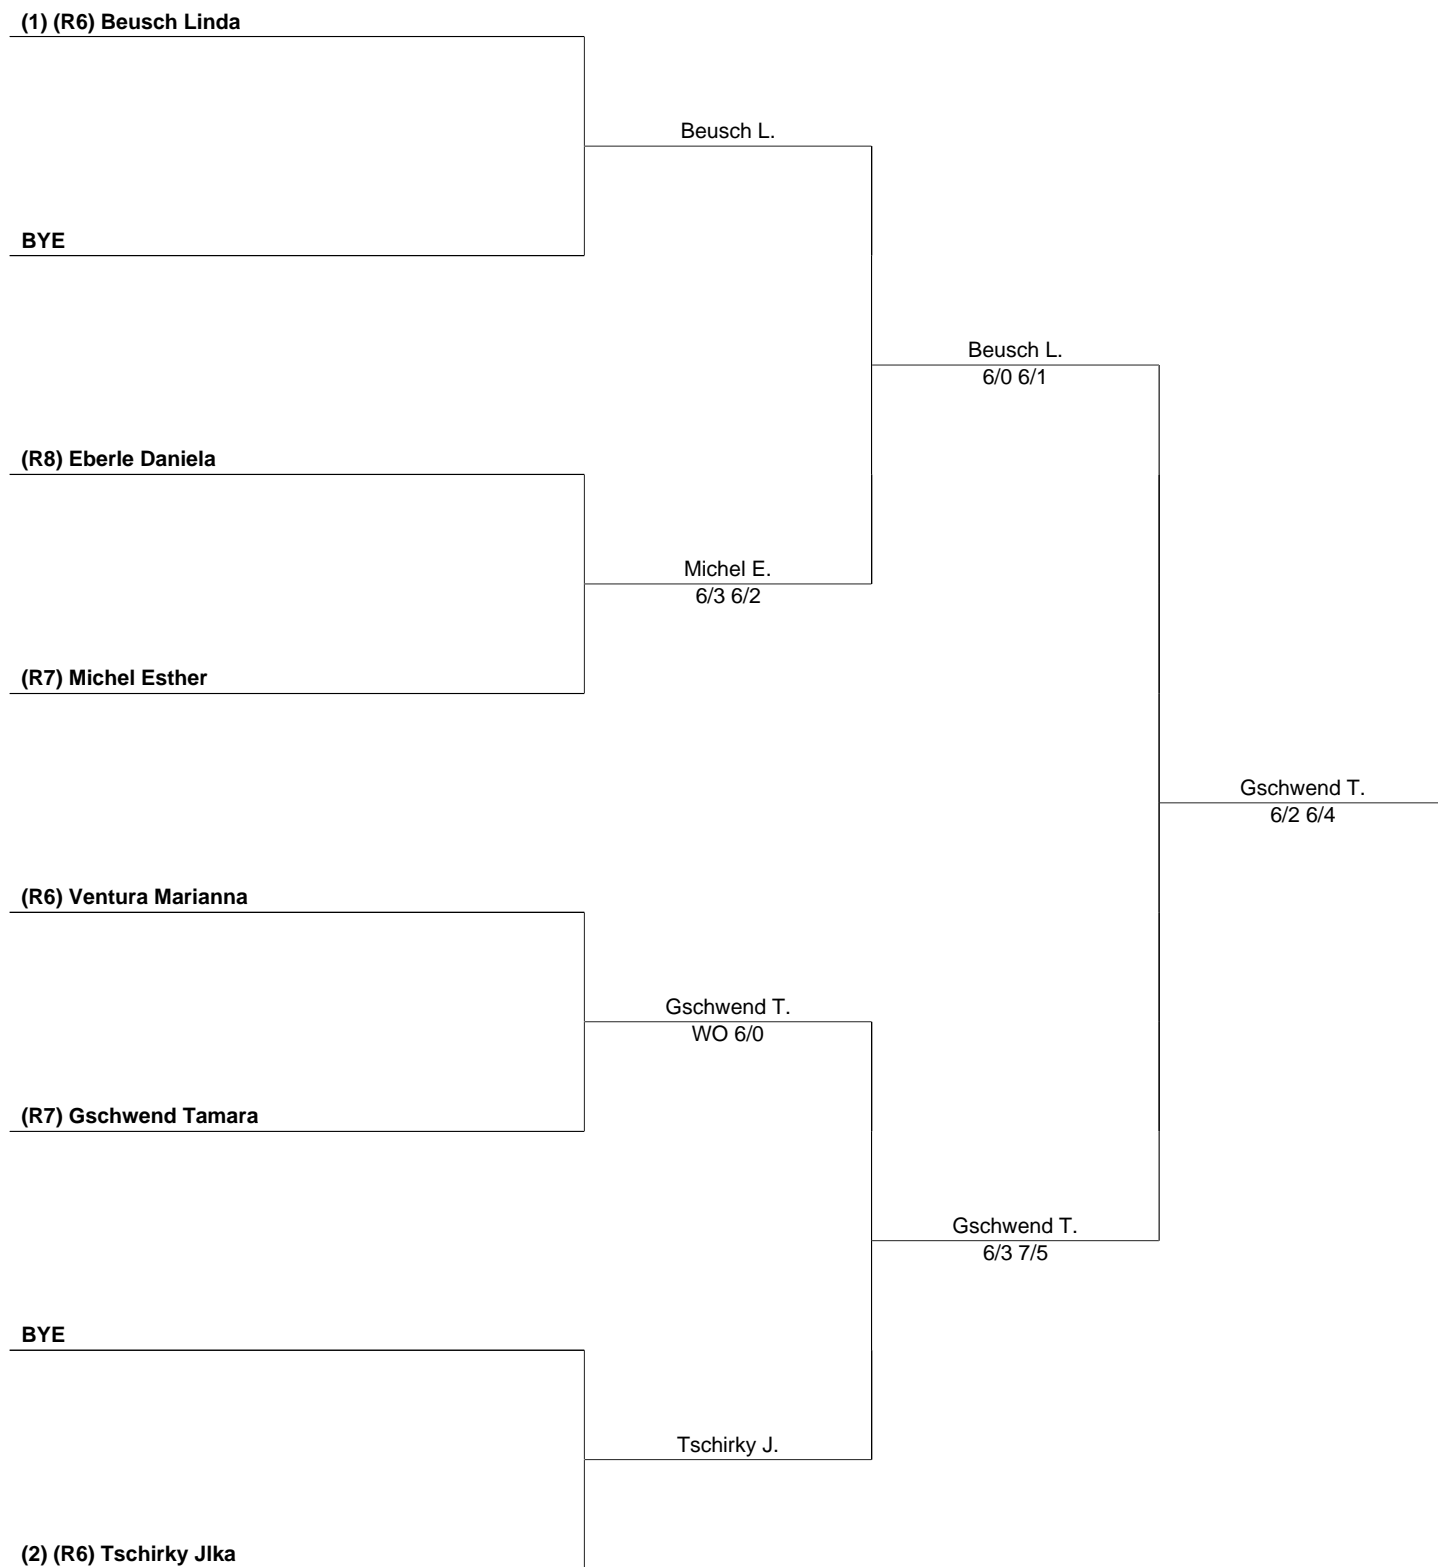 (1) (R6) Beusch Linda
Beusch L.
BYE
Beusch L.
6/0 6/1
(R8) Eberle Daniela
Michel E.
6/3 6/2
(R7) Michel Esther
Gschwend T.
6/2 6/4
(R6) Ventura Marianna
Gschwend T.
WO 6/0
(R7) Gschwend Tamara
Gschwend T.
6/3 7/5
BYE
Tschirky J.
(2) (R6) Tschirky Jlka